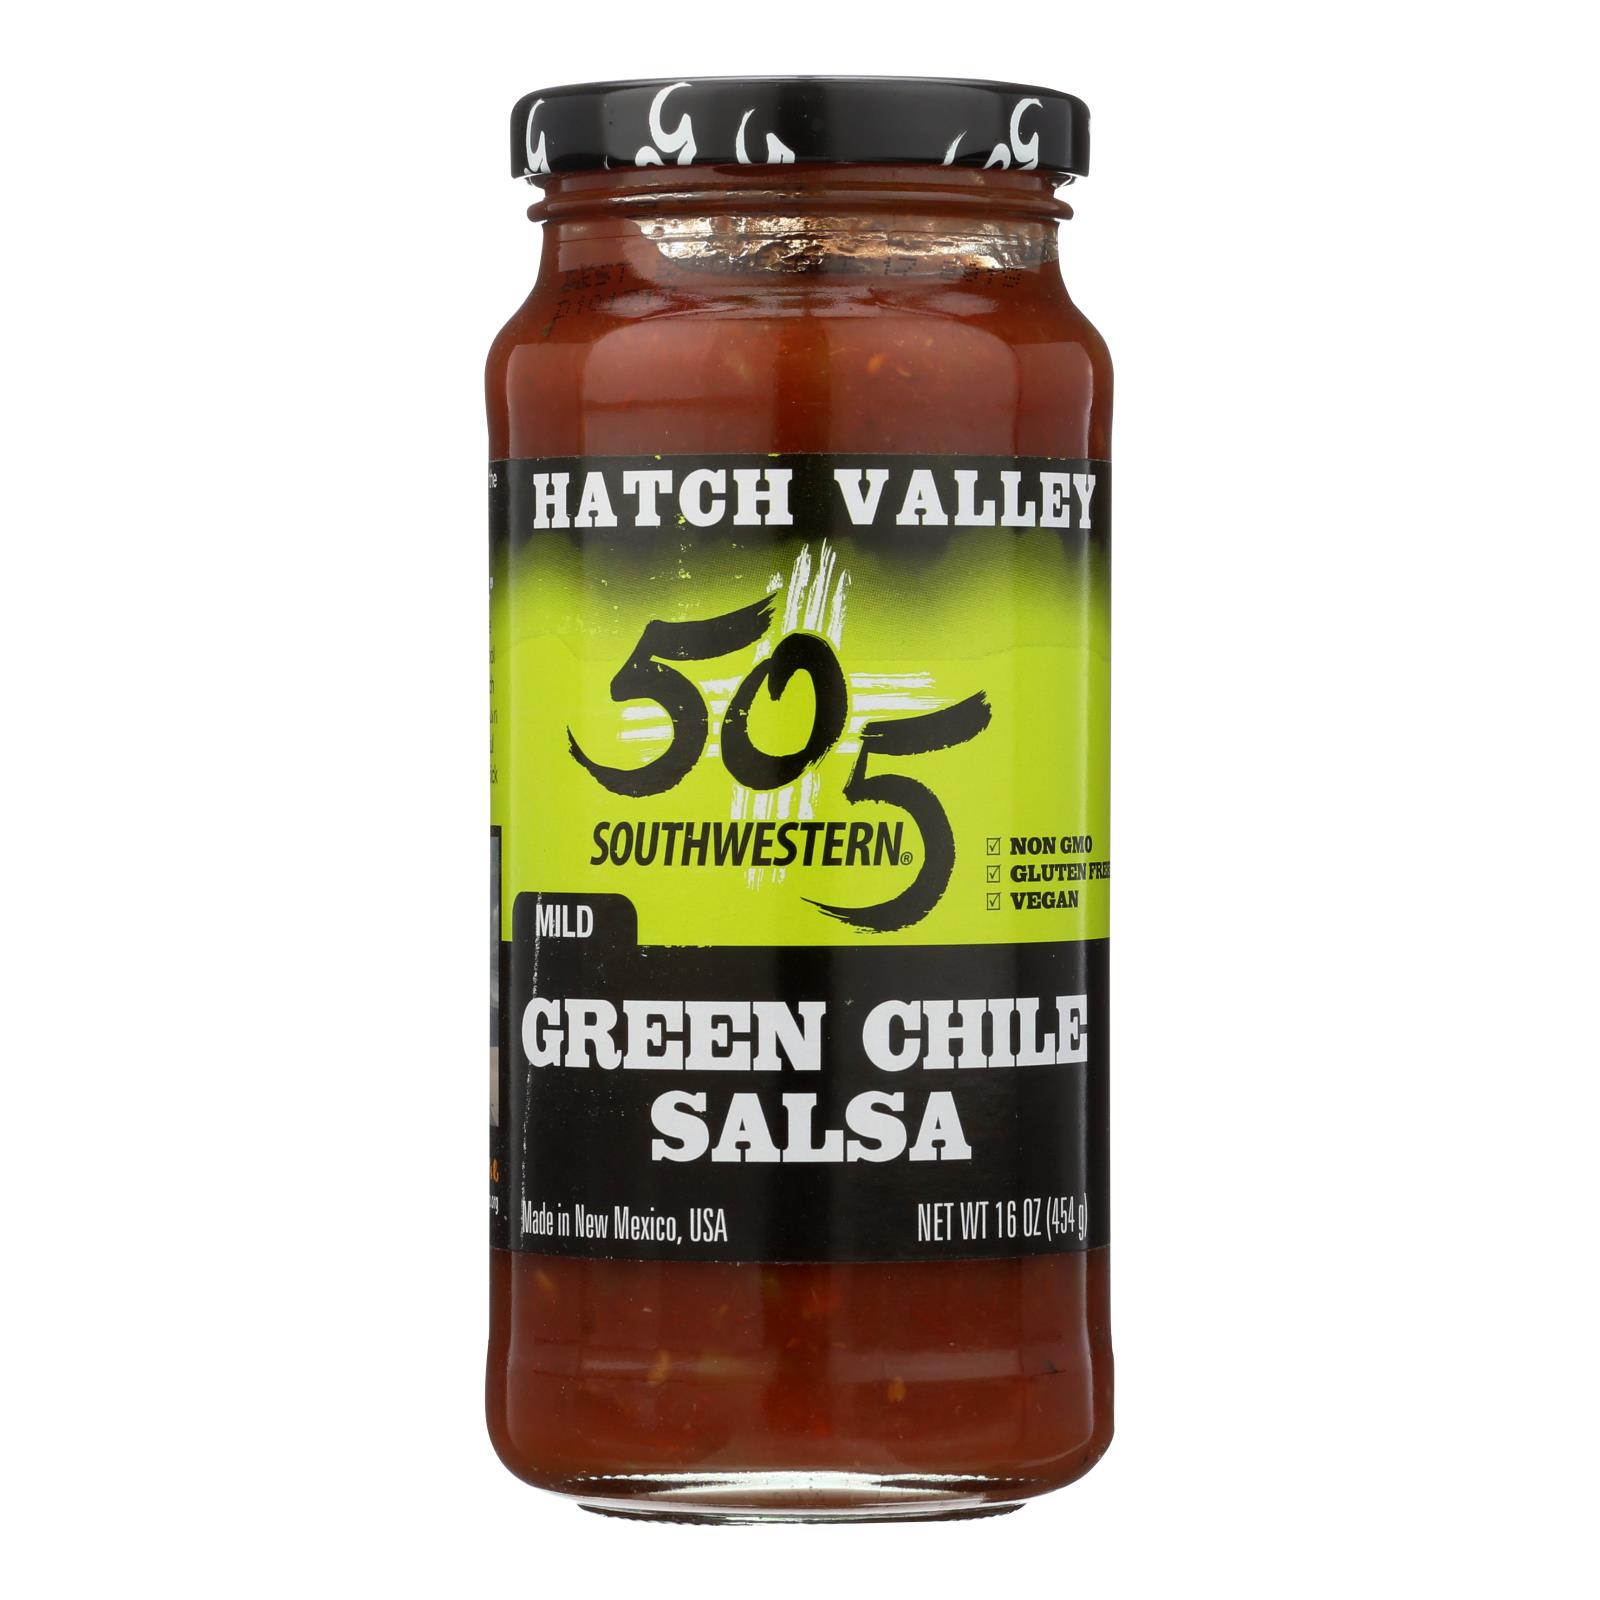 HATCH VALLEY
505
SOUTHWESTERN®
NON GMO
GLUTEN FREE
VEGAN
MILD
GREEN CHILE
SALSA
Made in New Mexico, USA
NET WT 16 OZ (454 g)